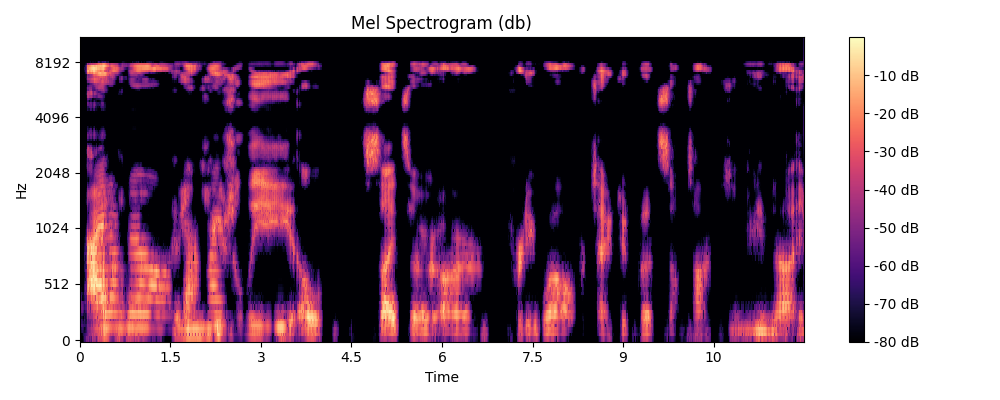 Mel Spectrogram (db)
8192
4096
2048
1024
512
0
Hz
0 1.5 3 4.5 6 7.5 9 10
Time
-10 dB
-20 dB
-30 dB
-40 dB
-50 dB
-60 dB
-70 dB
-80 dB